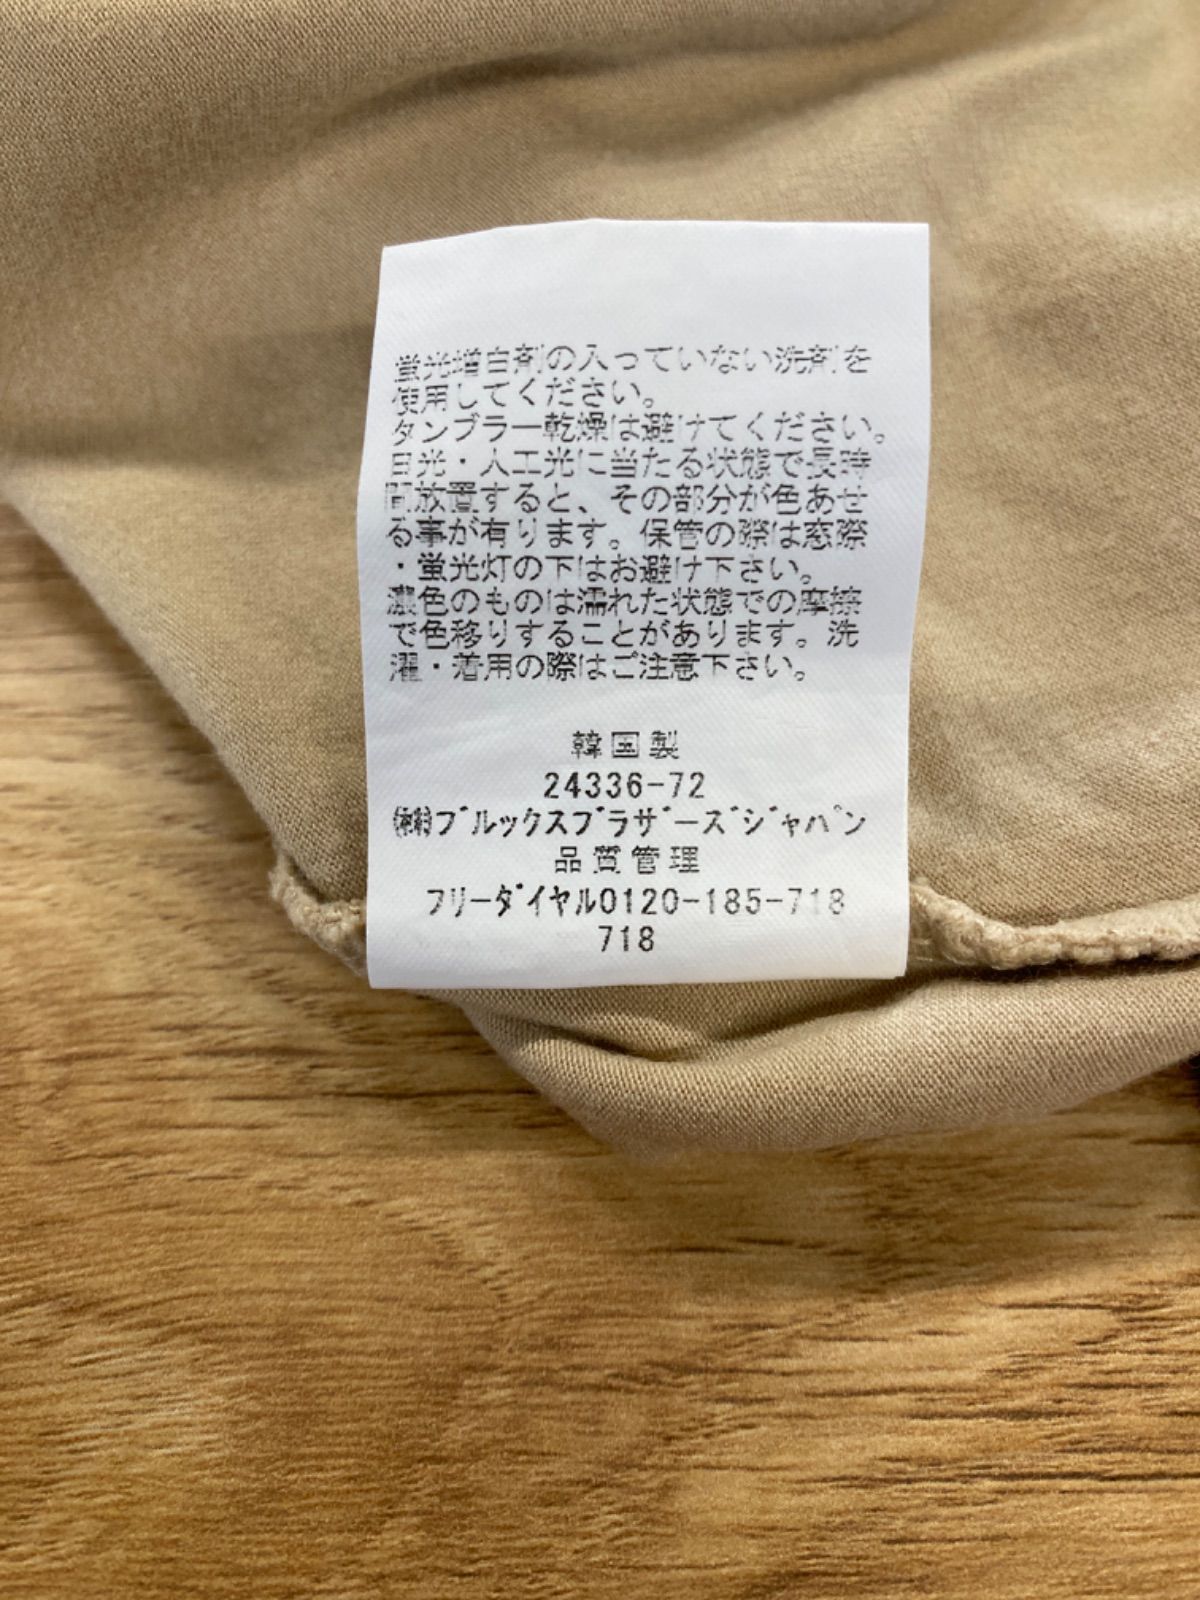 蛍光増白剤の入っていない洗剤を
使用してください。
タンブラー乾燥は避けてください。
日光・人工光に当たる状態で長時
間放置すると、その部分が色あせ
る事が有ります。保管の際は窓際
・蛍光灯の下はお避け下さい。
濃色のものは濡れた状態での摩擦
で色移りすることがあります。洗
濯・着用の際はご注意下さい。
韓国製
24336-72
㈱ブルックスブラザーズジャパン
品質管理
フリーダイヤル0120-185-718
718